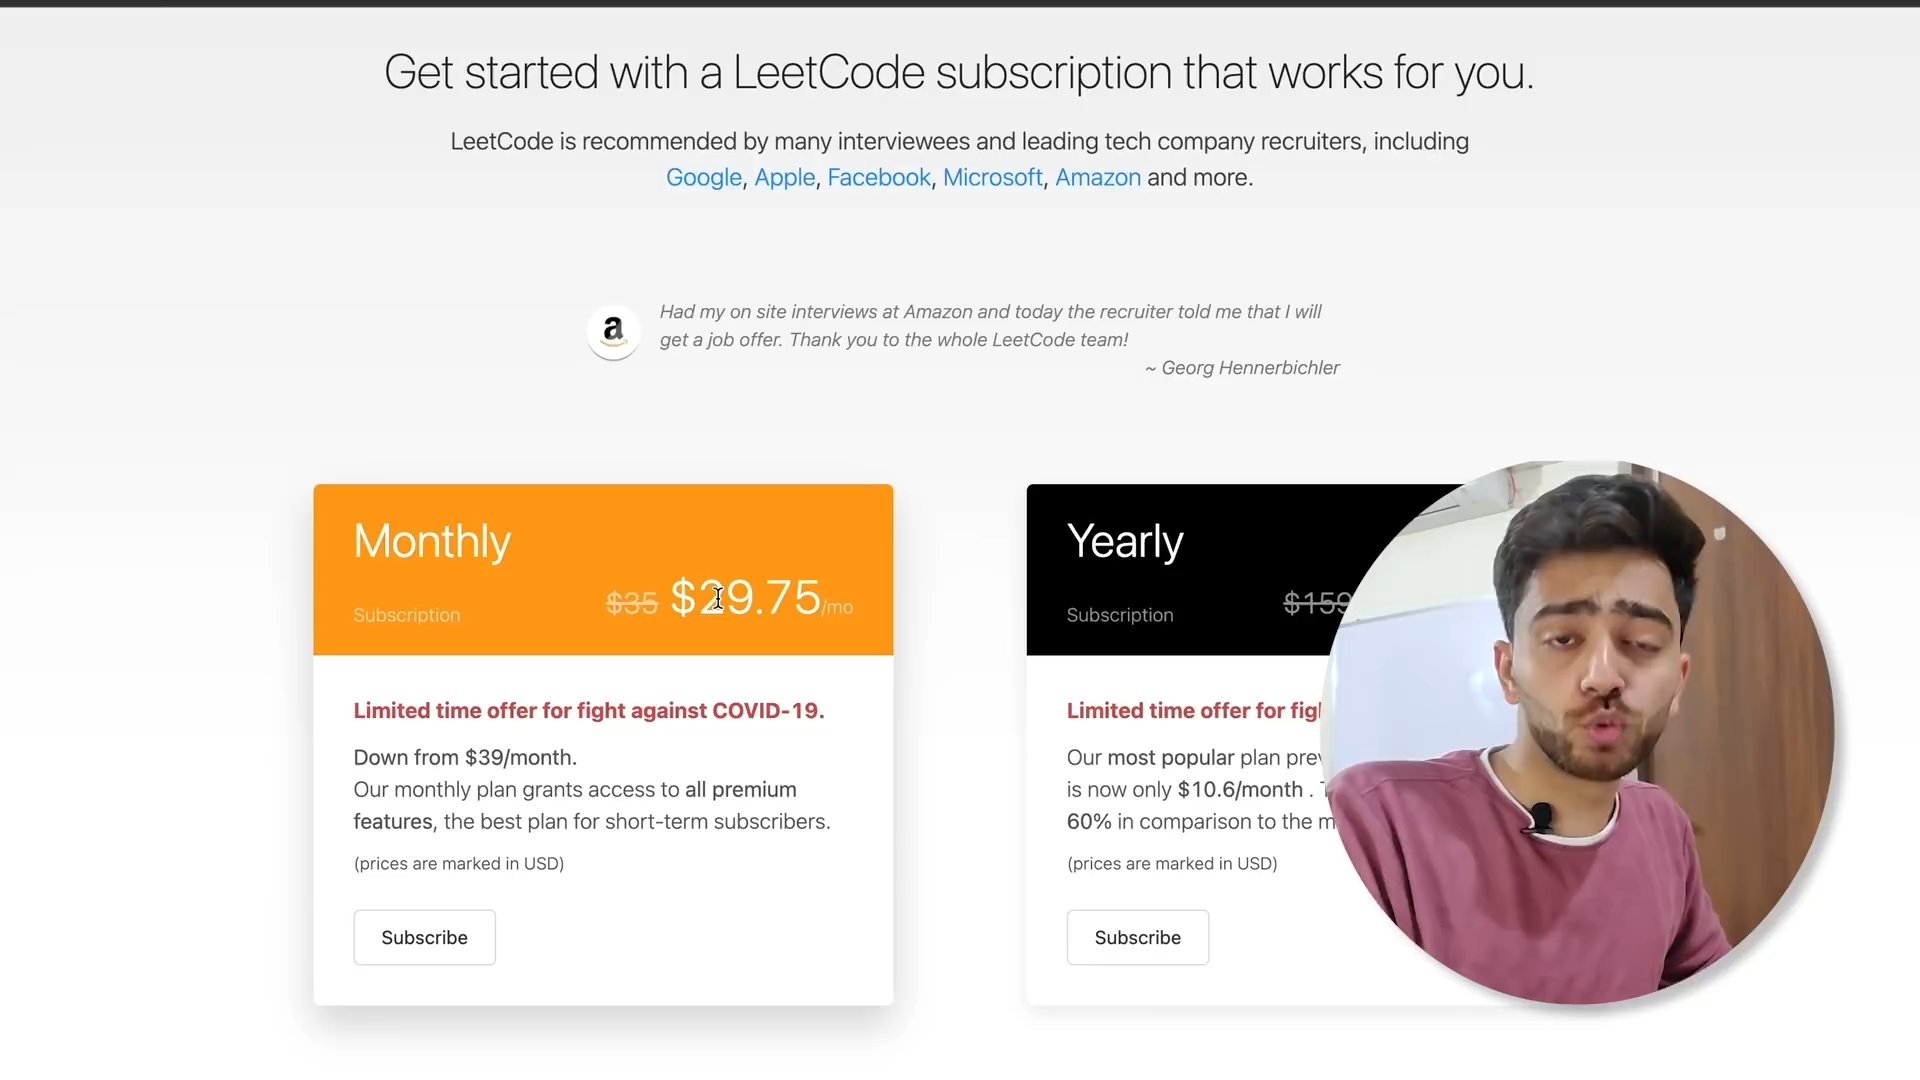 Get started with a LeetCode subscription that works for you.
LeetCode is recommended by many interviewees and leading tech company recruiters, including
Google, Apple, Facebook, Microsoft, Amazon and more.
Had my on site interviews at Amazon and today the recruiter told me that I will
get a job offer. Thank you to the whole LeetCode team!
~ Georg Hennerbichler
Monthly
Subscription $35 $29.75/mo
Limited time offer for fight against COVID-19.
Down from $39/month.
Our monthly plan grants access to all premium
features, the best plan for short-term subscribers.
(prices are marked in USD)
Subscribe
Yearly
Subscription $159
Limited time offer for
Our most popular plan
is now only $10.6/month .
60% in comparison to the
(prices are marked in USD)
Subscribe